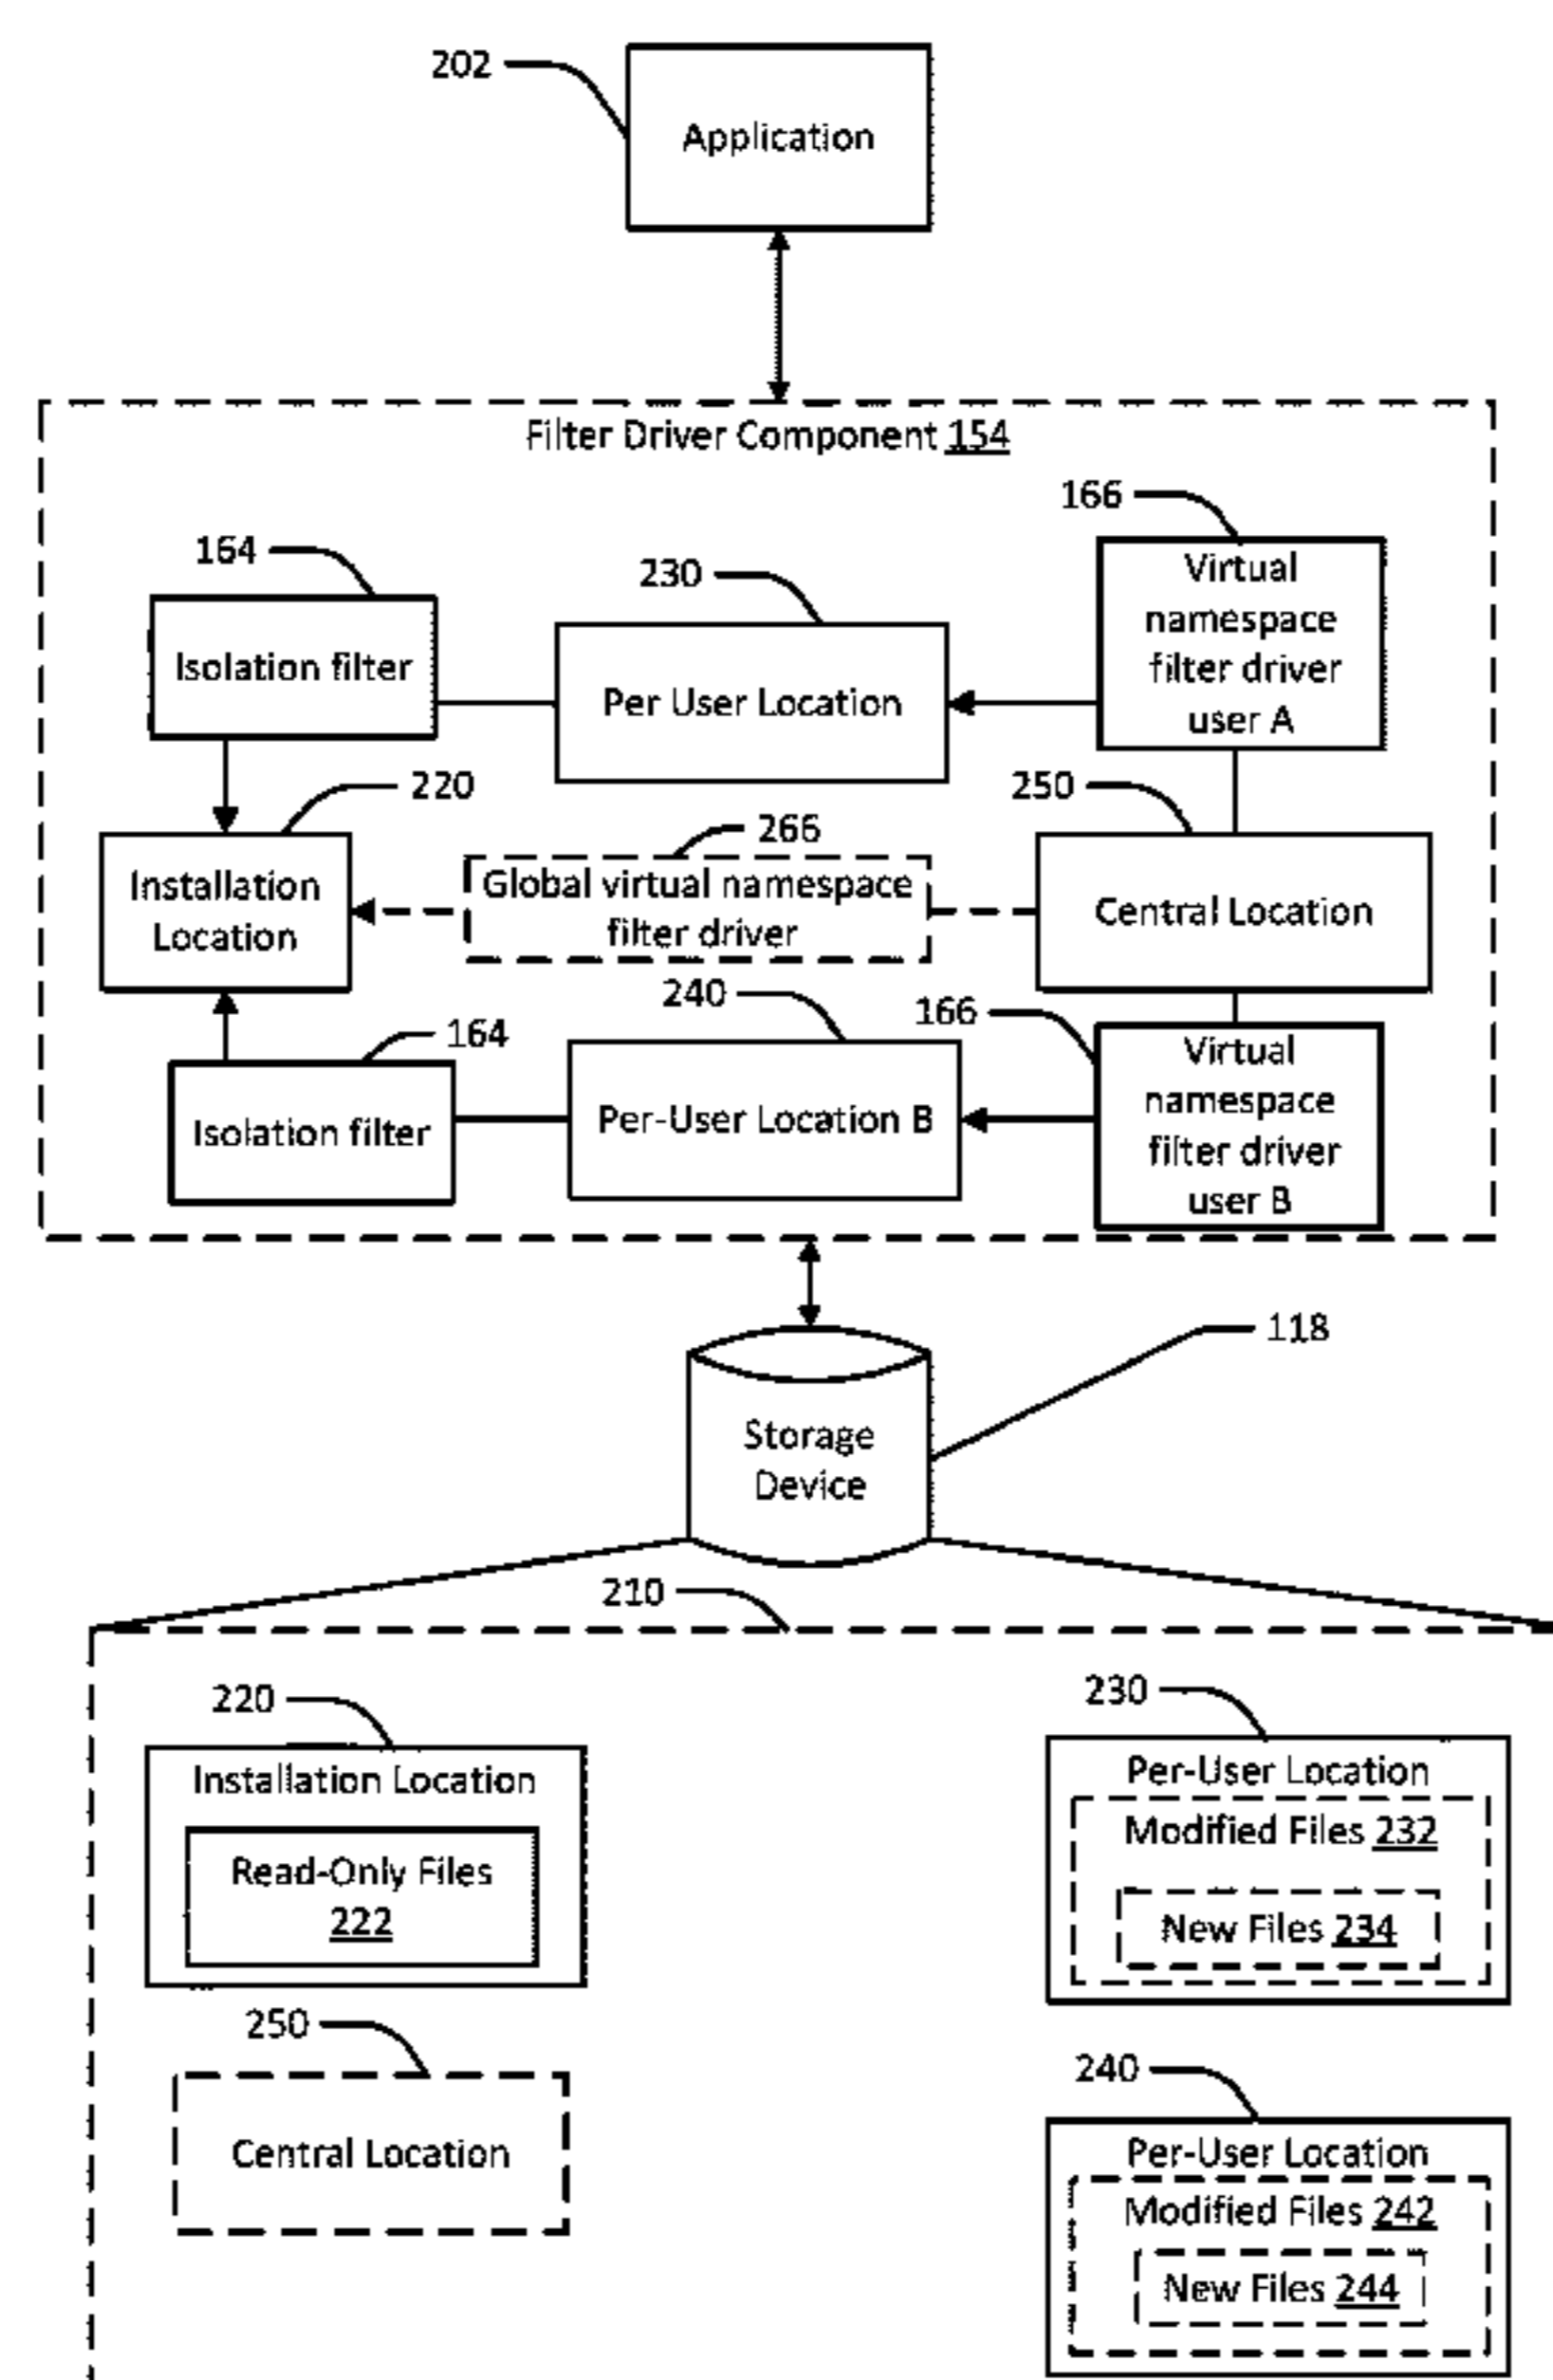 202
Application
Filter Driver Component 154
166
164
230
Virtual
namespace
filter driver
user A
Isolation filter
Per User Location
220
250
266
Installation
Location
Global virtual namespace
filter driver
Central Location
240
166
164
Virtual
namespace
filter driver
user B
Isolation filter
Per-User Location B
118
Storage
Device
210
220
230
Installation Location
Per-User Location
Read-Only Files
222
Modified Files 232
New Files 234
250
240
Central Location
Per-User Location
Modified Files 242
New Files 244